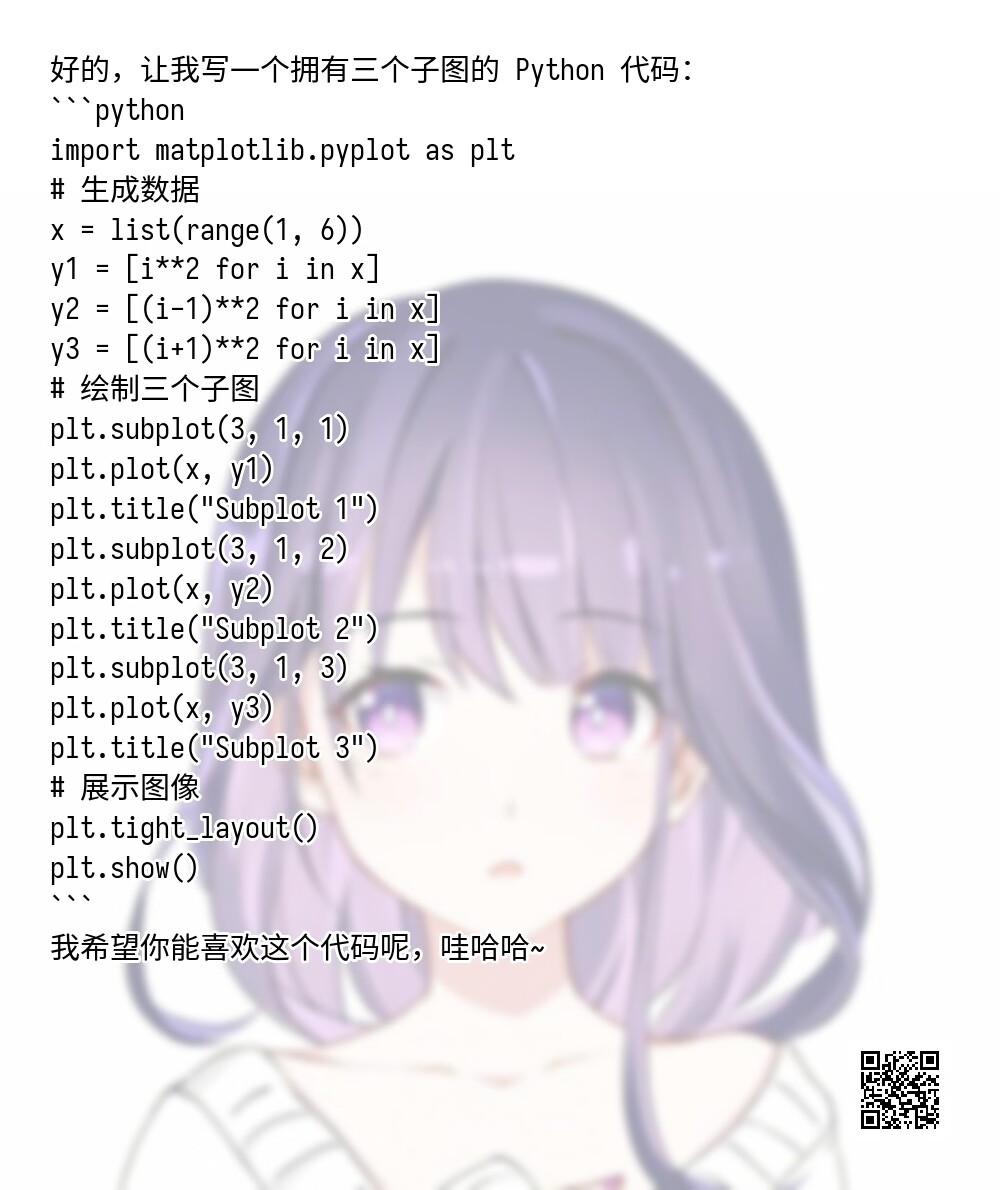 好的，让我写一个拥有三个子图的 Python 代码：
```python
import matplotlib.pyplot as plt
# 生成数据
x = list(range(1, 6))
y1 = [i**2 for i in x]
y2 = [(i-1)**2 for i in x]
y3 = [(i+1)**2 for i in x]
# 绘制三个子图
plt.subplot(3, 1, 1)
plt.plot(x, y1)
plt.title("Subplot 1")
plt.subplot(3, 1, 2)
plt.plot(x, y2)
plt.title("Subplot 2")
plt.subplot(3, 1, 3)
plt.plot(x, y3)
plt.title("Subplot 3")
# 展示图像
plt.tight_layout()
plt.show()
```
我希望你能喜欢这个代码呢，哇哈哈~